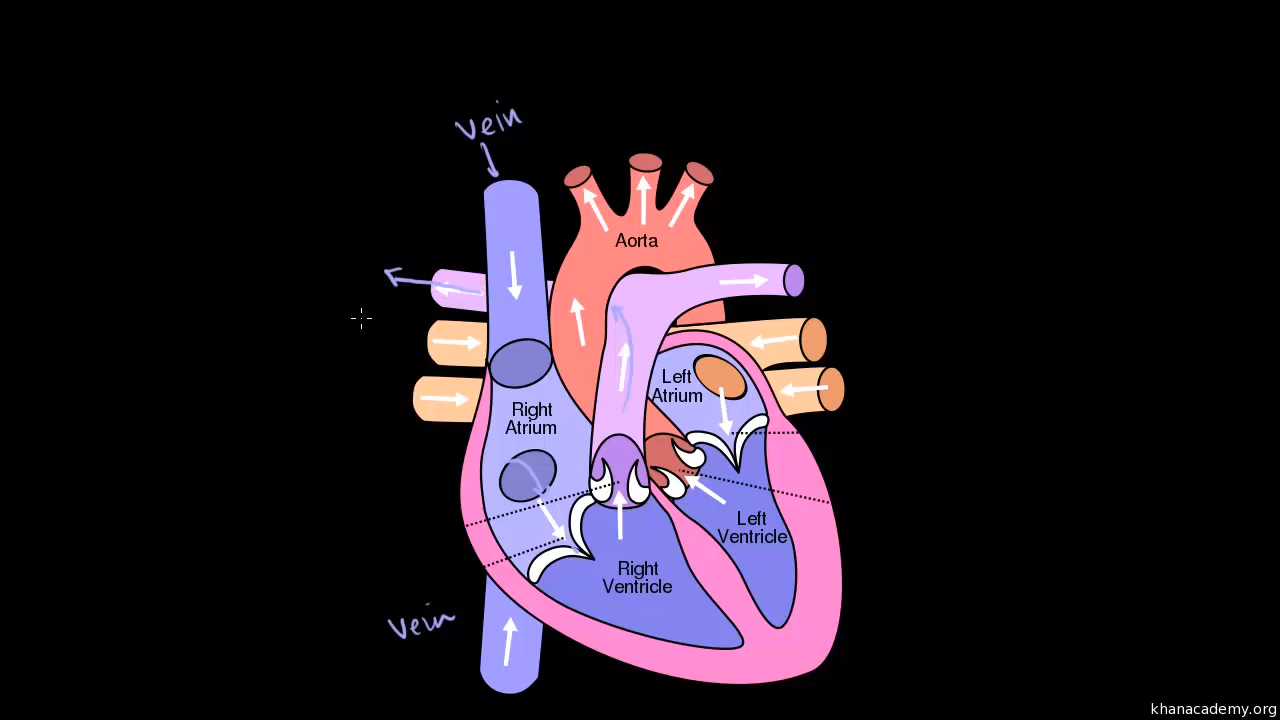 vein
Aorta
Left
Atrium
Right
Atrium
Left
Ventricle
Right
Ventricle
vein
khanacademy.org